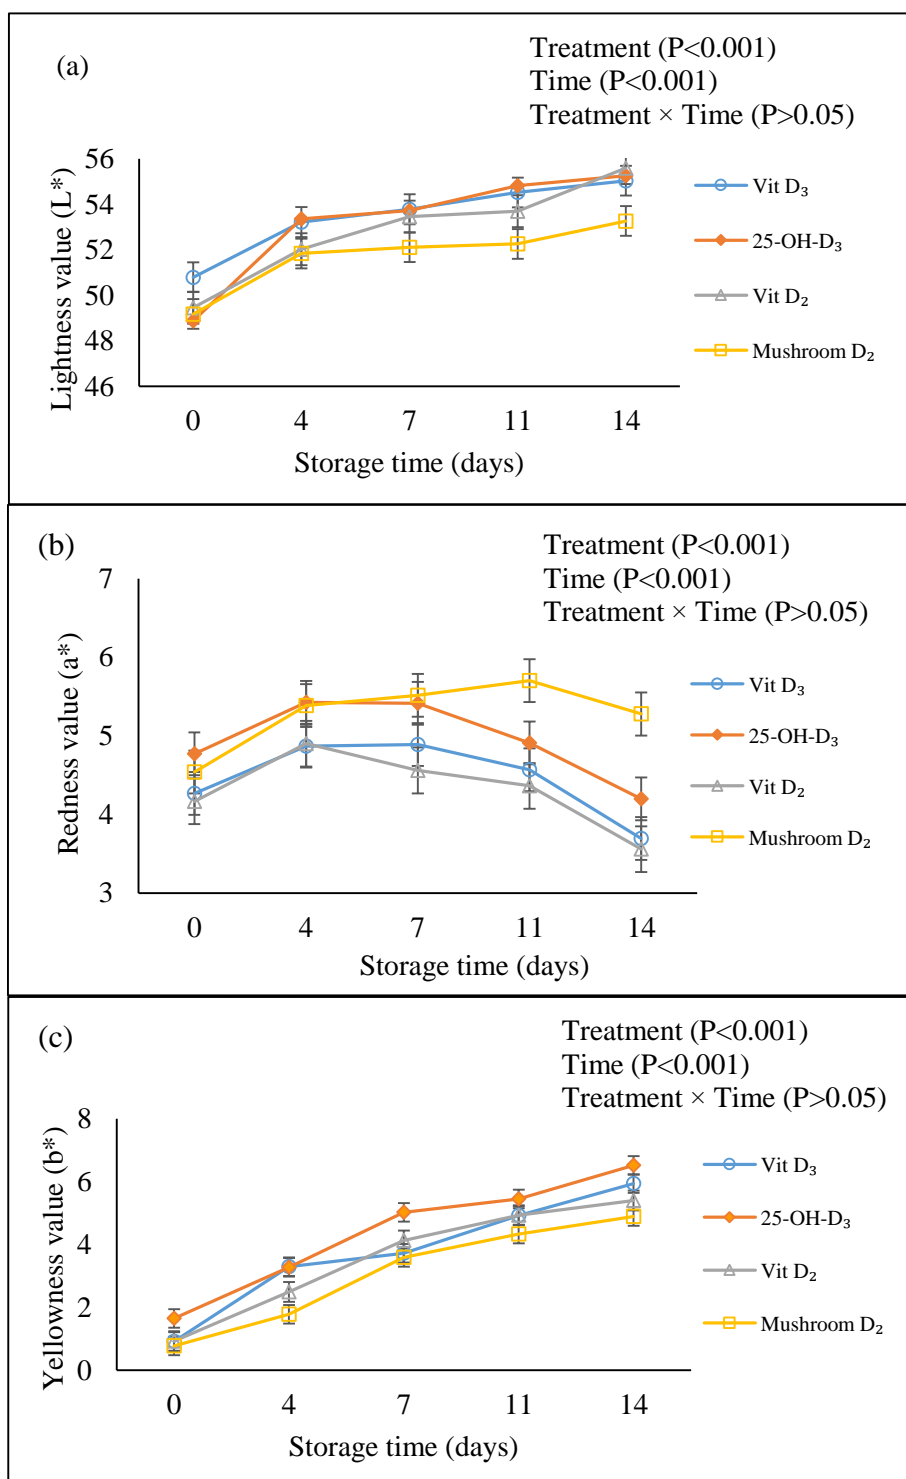 (a)
Treatment (P<0.001)
Time (P<0.001)
Treatment × Time (P>0.05)
Lightness value (L*)
56
54
52
50
48
46
0 4 7 11 14
Storage time (days)
Vit D₃
25-OH-D₃
Vit D₂
Mushroom D₂
(b)
Treatment (P<0.001)
Time (P<0.001)
Treatment × Time (P>0.05)
Redness value (a*)
7
6
5
4
3
0 4 7 11 14
Storage time (days)
Vit D₃
25-OH-D₃
Vit D₂
Mushroom D₂
(c)
Treatment (P<0.001)
Time (P<0.001)
Treatment × Time (P>0.05)
Yellowness value (b*)
8
6
4
2
0
0 4 7 11 14
Storage time (days)
Vit D₃
25-OH-D₃
Vit D₂
Mushroom D₂